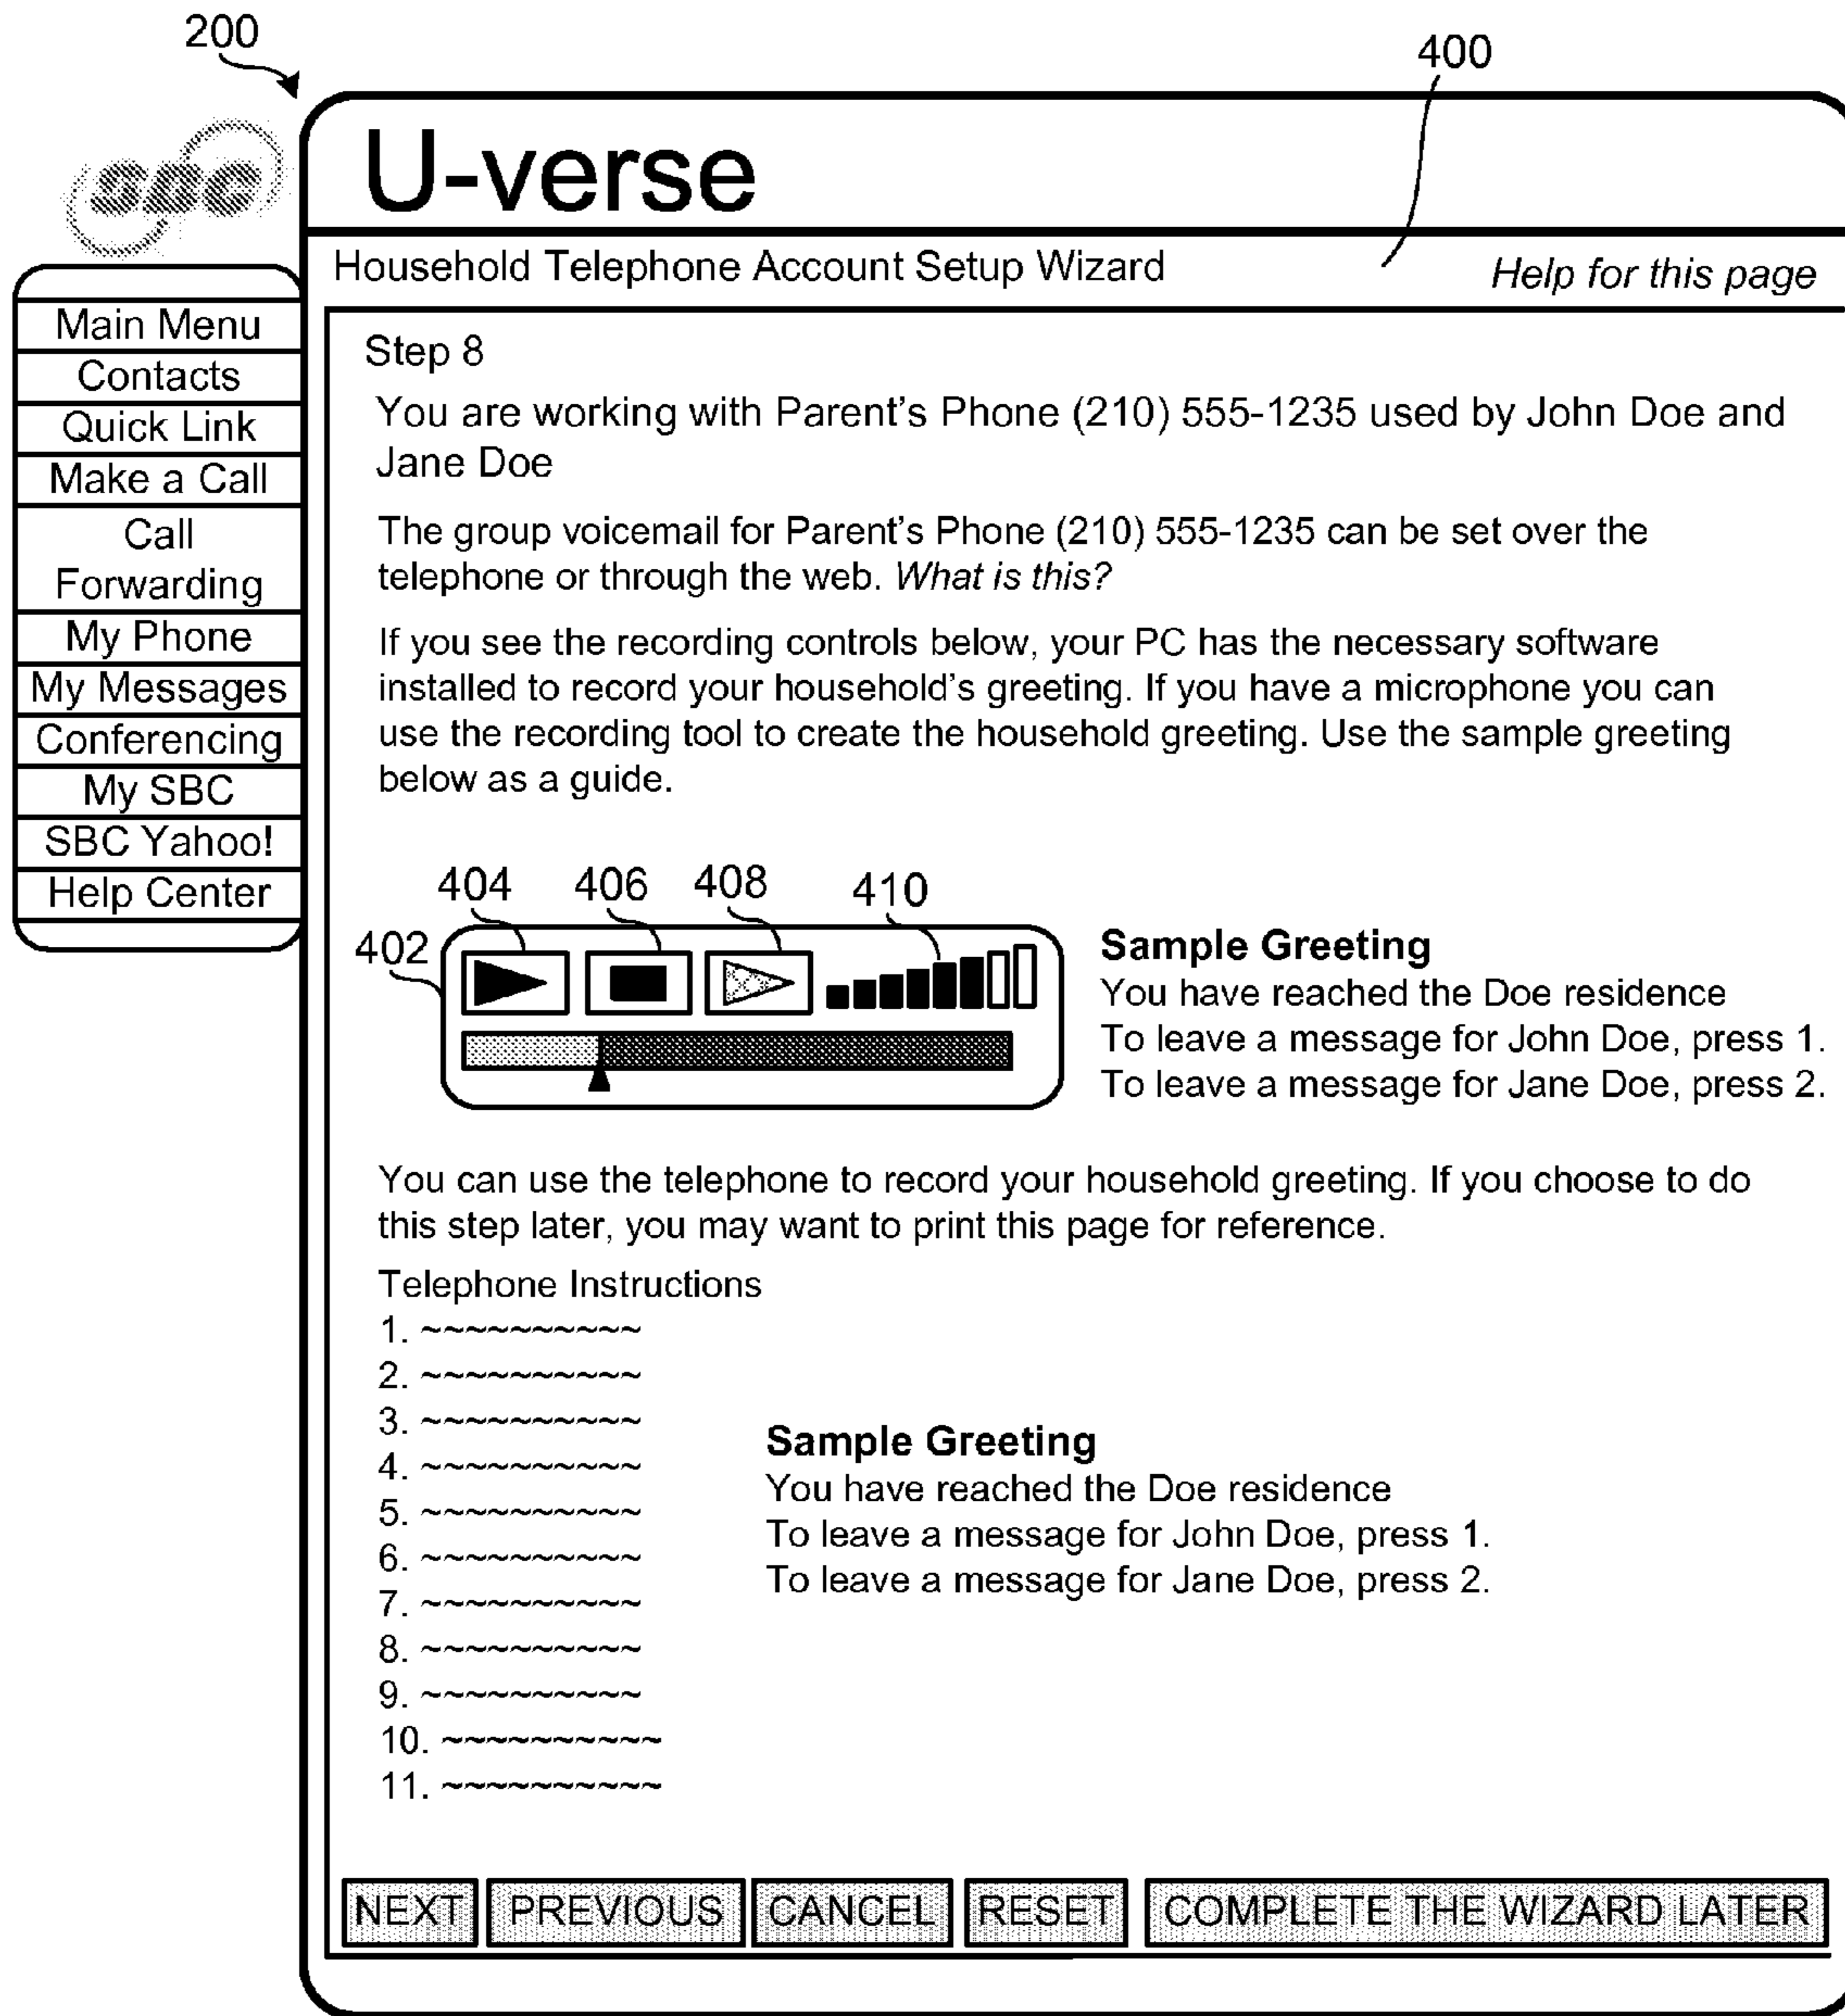 200
400
SBC
U-verse
Household Telephone Account Setup Wizard
Help for this page
Main Menu
Contacts
Quick Link
Make a Call
Call
Forwarding
My Phone
My Messages
Conferencing
My SBC
SBC Yahoo!
Help Center
Step 8
You are working with Parent's Phone (210) 555-1235 used by John Doe and
Jane Doe
The group voicemail for Parent's Phone (210) 555-1235 can be set over the
telephone or through the web. What is this?
If you see the recording controls below, your PC has the necessary software
installed to record your household's greeting. If you have a microphone you can
use the recording tool to create the household greeting. Use the sample greeting
below as a guide.
404 406 408 410
402
Sample Greeting
You have reached the Doe residence
To leave a message for John Doe, press 1.
To leave a message for Jane Doe, press 2.
You can use the telephone to record your household greeting. If you choose to do
this step later, you may want to print this page for reference.
Telephone Instructions
1. ~~~~~~~~~~
2. ~~~~~~~~~~
3. ~~~~~~~~~~
4. ~~~~~~~~~~
5. ~~~~~~~~~~
6. ~~~~~~~~~~
7. ~~~~~~~~~~
8. ~~~~~~~~~~
9. ~~~~~~~~~~
10. ~~~~~~~~~~
11. ~~~~~~~~~~
Sample Greeting
You have reached the Doe residence
To leave a message for John Doe, press 1.
To leave a message for Jane Doe, press 2.
NEXT PREVIOUS CANCEL RESET COMPLETE THE WIZARD LATER